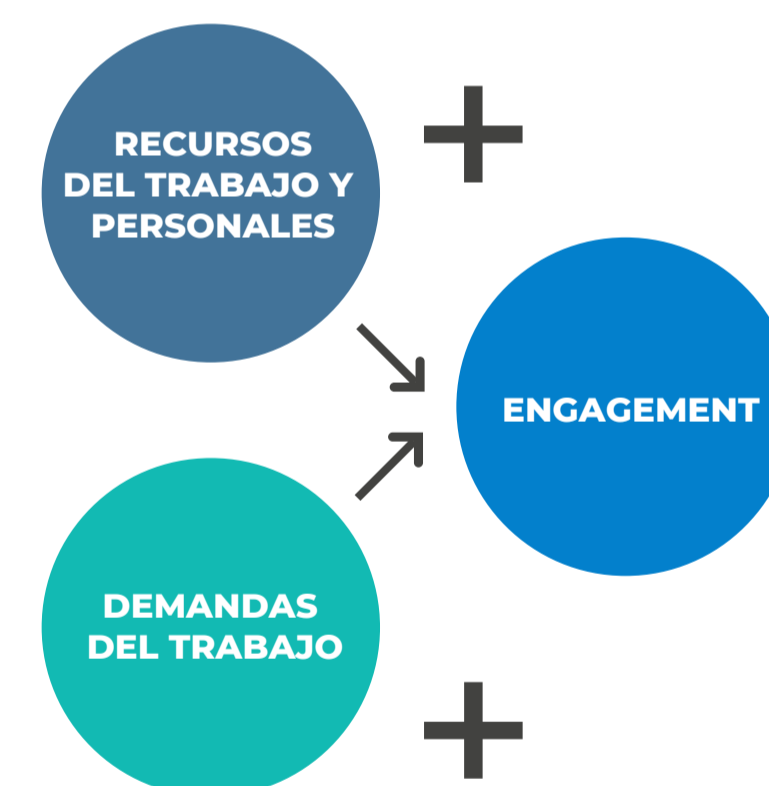 RECURSOS
DEL TRABAJO Y
PERSONALES
ENGAGEMENT
DEMANDAS
DEL TRABAJO